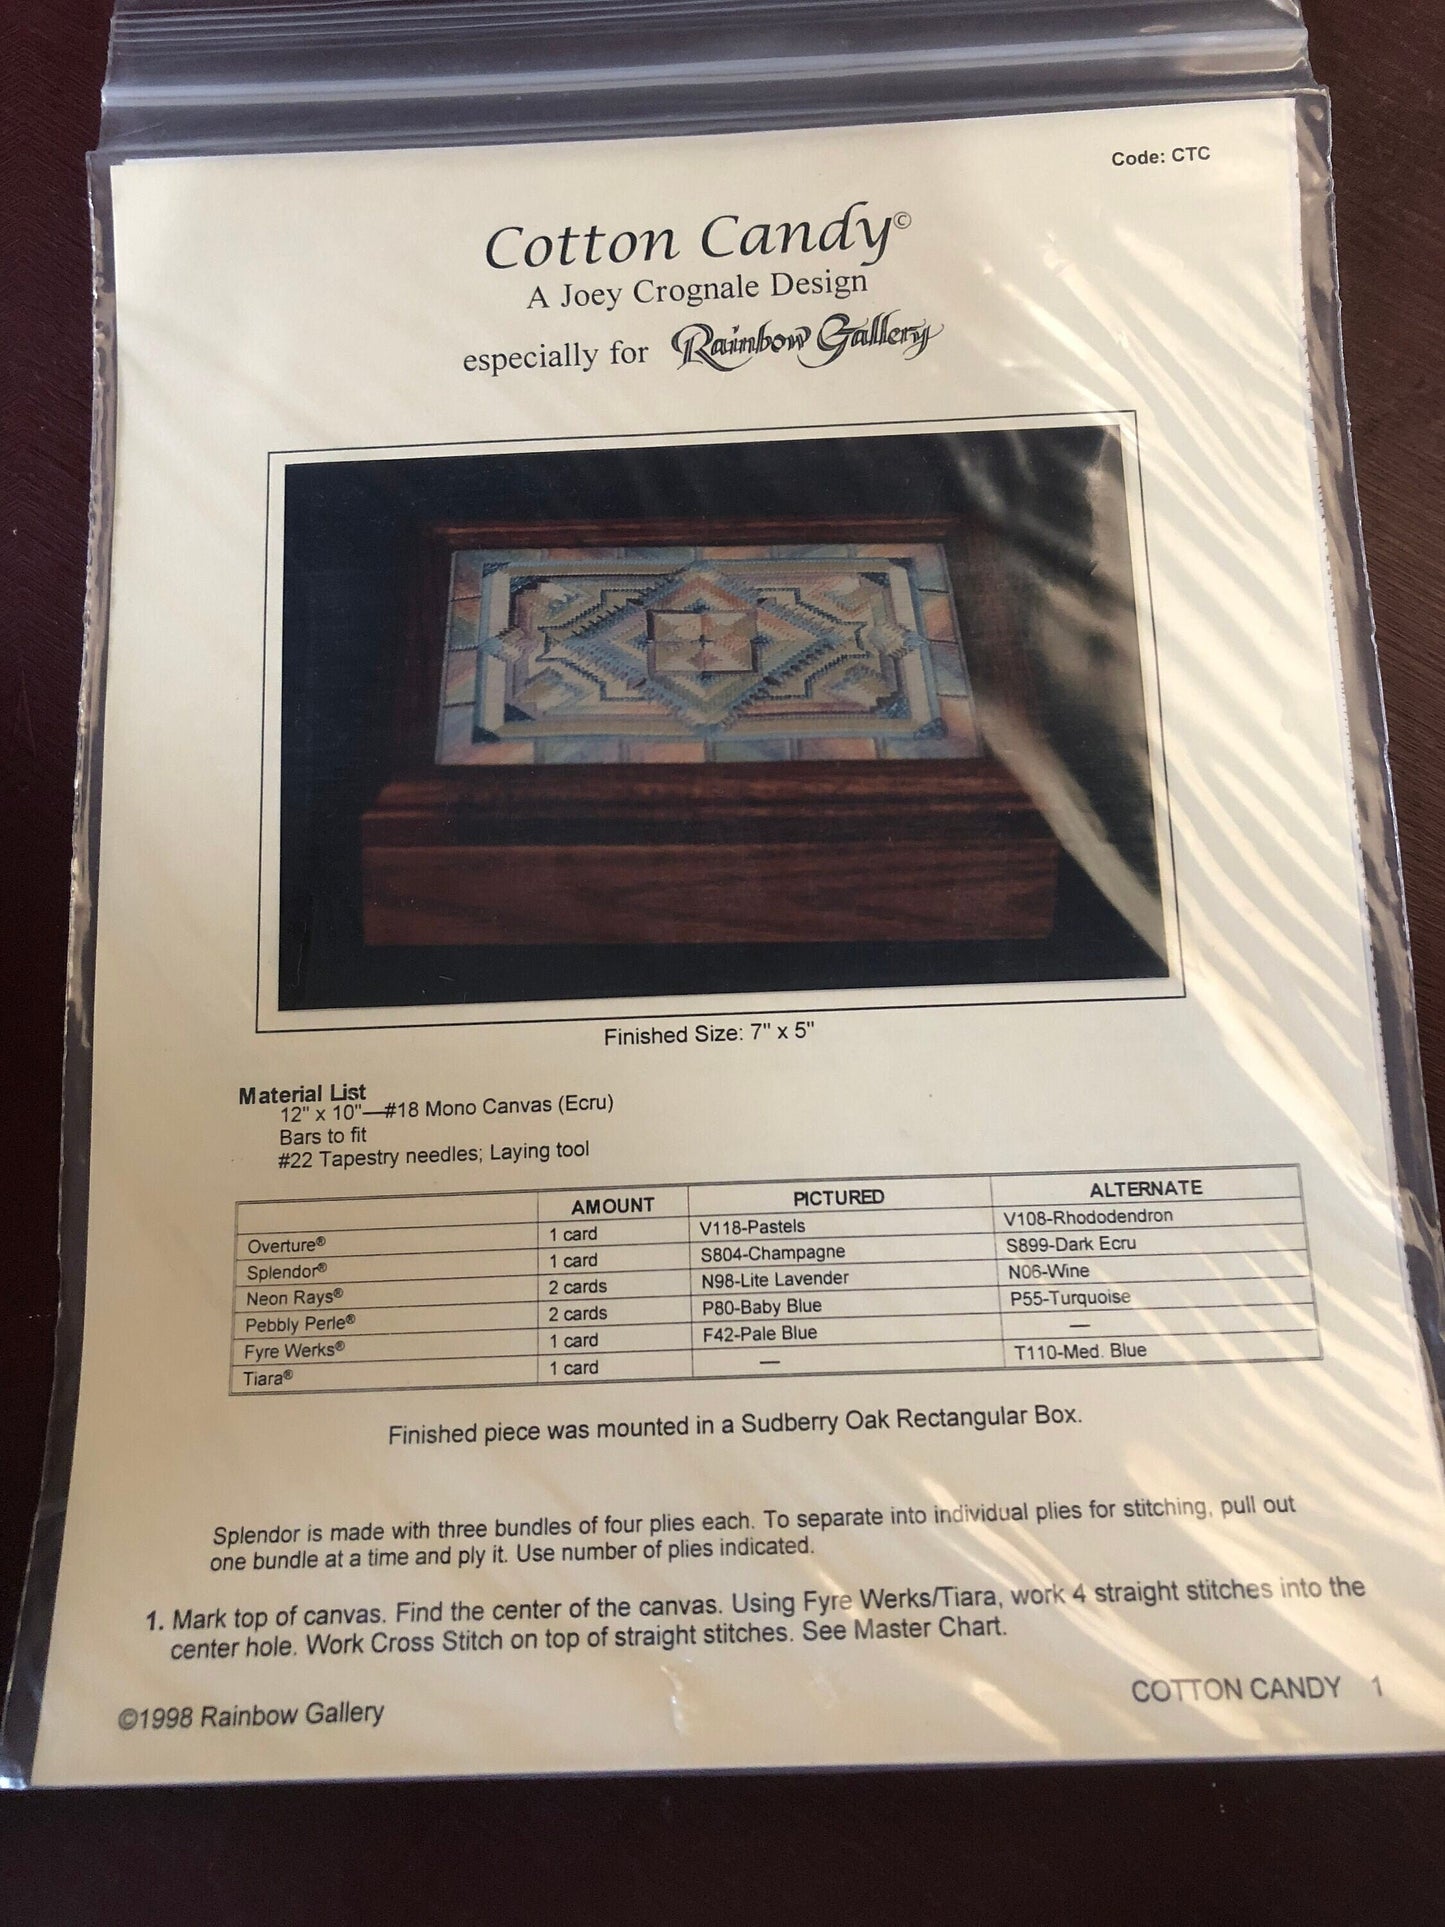 Code: CTC
Cotton Candy©
A Joey Crognale Design
especially for Rainbow Gallery
Finished Size: 7" x 5"
Material List
12" x 10"—#18 Mono Canvas (Ecru)
Bars to fit
#22 Tapestry needles; Laying tool
AMOUNT PICTURED ALTERNATE
Overture® 1 card V118-Pastels V108-Rhododendron
Splendor® 1 card S804-Champagne S899-Dark Ecru
Neon Rays® 2 cards N98-Lite Lavender N06-Wine
Pebbly Perle® 2 cards P80-Baby Blue P55-Turquoise
Fyre Werks® 1 card F42-Pale Blue —
Tiara® 1 card — T110-Med. Blue
Finished piece was mounted in a Sudberry Oak Rectangular Box.
Splendor is made with three bundles of four plies each. To separate into individual plies for stitching, pull out
one bundle at a time and ply it. Use number of plies indicated.
1. Mark top of canvas. Find the center of the canvas. Using Fyre Werks/Tiara, work 4 straight stitches into the
center hole. Work Cross Stitch on top of straight stitches. See Master Chart.
©1998 Rainbow Gallery
COTTON CANDY 1